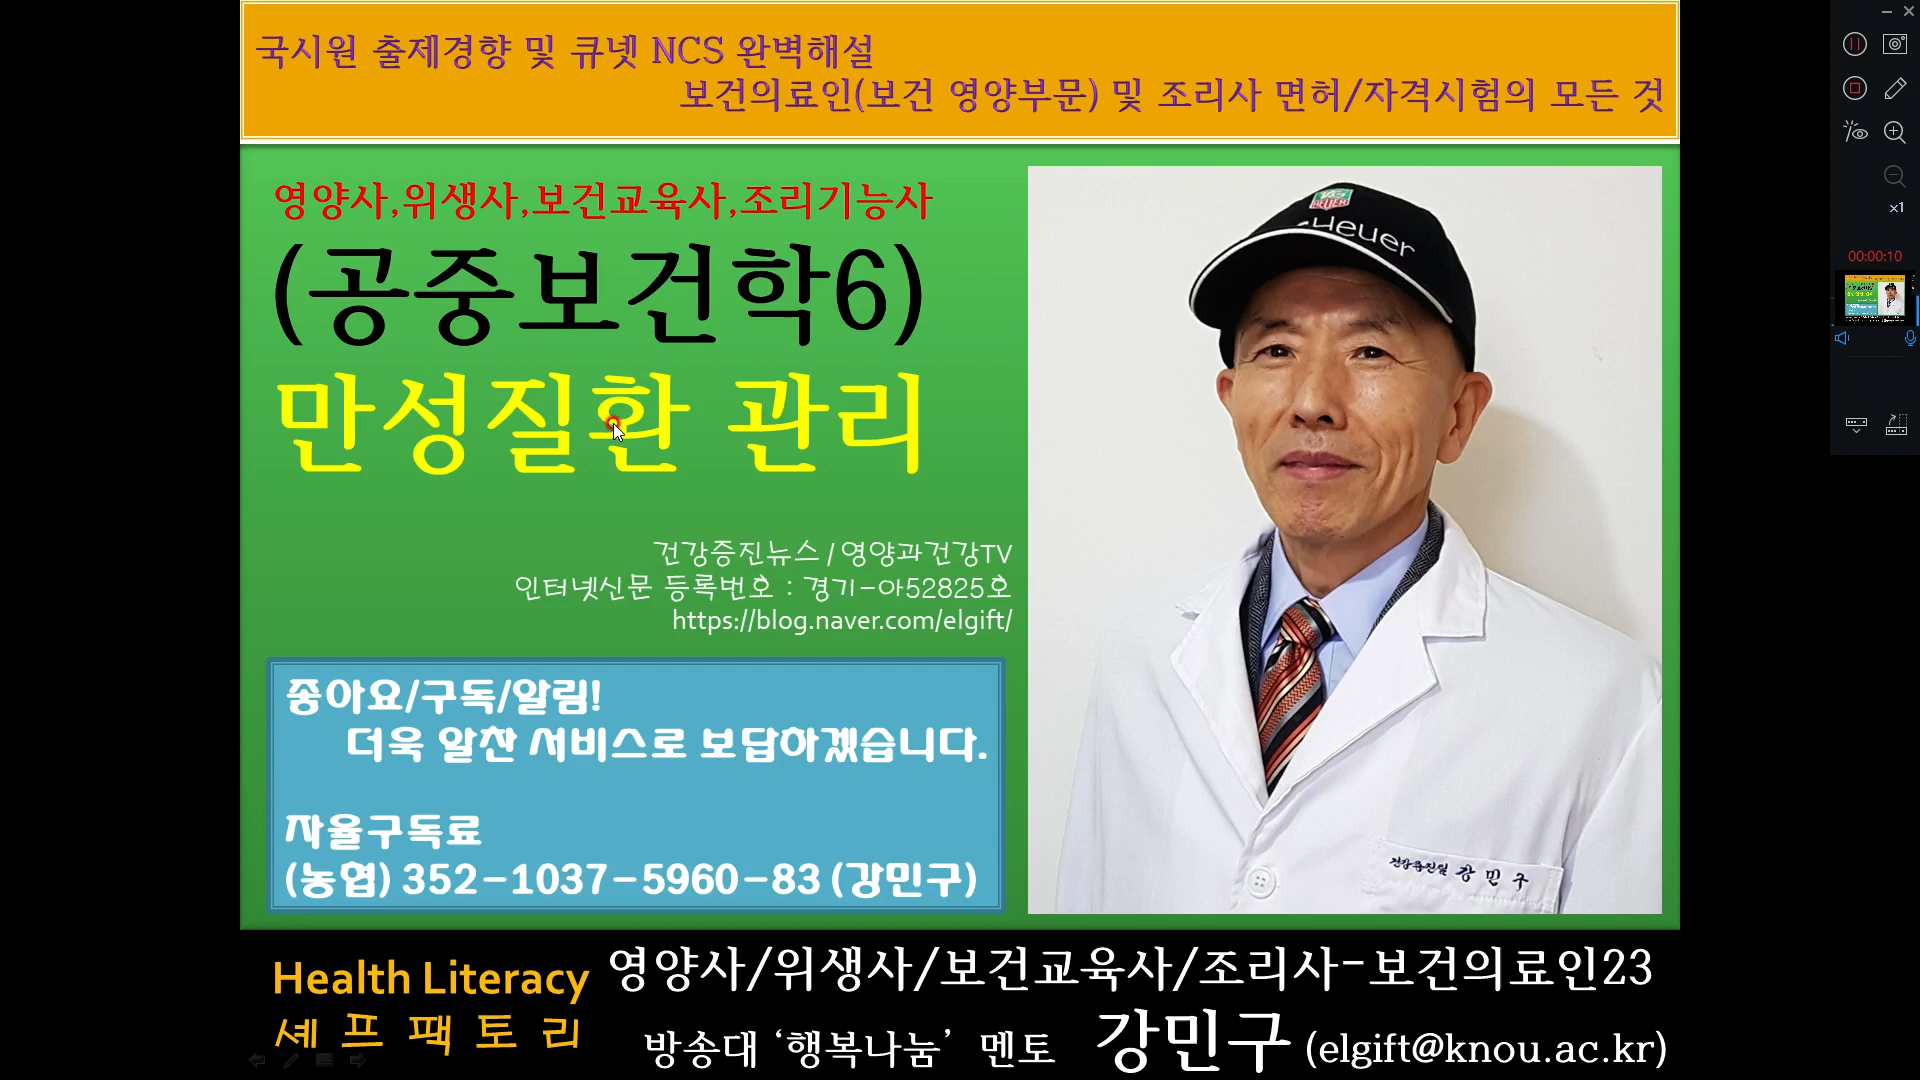 국시원 출제경향 및 큐넷 NCS 완벽해설
보건의료인(보건 영양부문) 및 조리사 면허/자격시험의 모든 것
영양사,위생사,보건교육사,조리기능사
(공중보건학6)
만성질환 관리
건강증진뉴스 / 영양과건강TV
인터넷신문 등록번호 : 경기-아52825호
https://blog.naver.com/elgift/
좋아요/구독/알림!
더욱 알찬 서비스로 보답하겠습니다.
자율구독료
(농협) 352-1037-5960-83 (강민구)
TAG
HEUER
heuer
건강증진원 강 민 구
Health Literacy
셰 프 팩 토 리
영양사/위생사/보건교육사/조리사-보건의료인23
방송대 ‘행복나눔’ 멘토 강민구 (elgift@knou.ac.kr)
x1
00:00:10